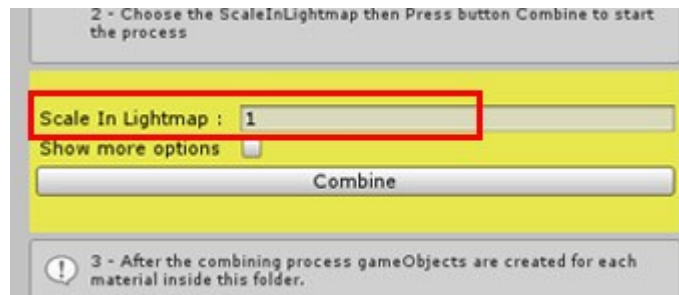 2 - Choose the ScaleInLightmap then Press button Combine to start
the process
Scale In Lightmap : 1
Show more options
Combine
3 - After the combining process gameObjects are created for each
material inside this folder.